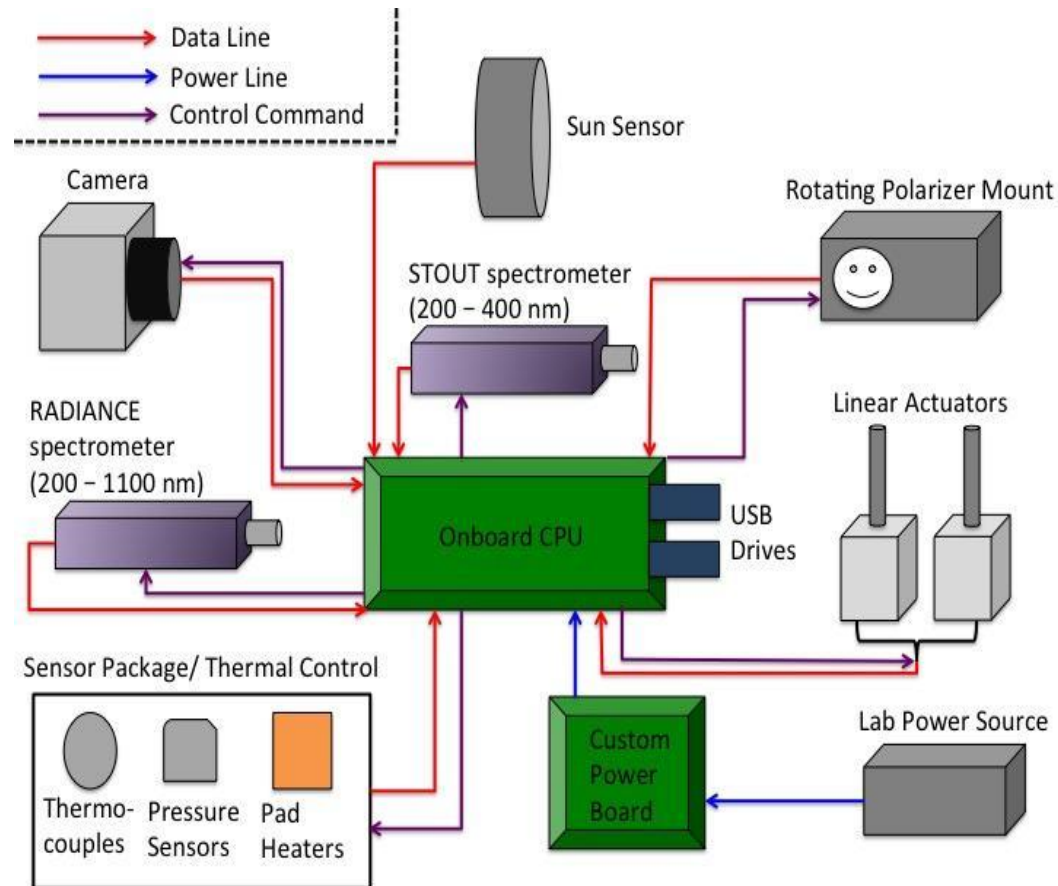 Data Line
Power Line
Control Command
Sun Sensor
Camera
Rotating Polarizer Mount
STOUT spectrometer
(200 – 400 nm)
Linear Actuators
RADIANCE
spectrometer
(200 – 1100 nm)
Onboard CPU
USB
Drives
Sensor Package/ Thermal Control
Thermo-
couples
Pressure
Sensors
Pad
Heaters
Custom
Power
Board
Lab Power Source